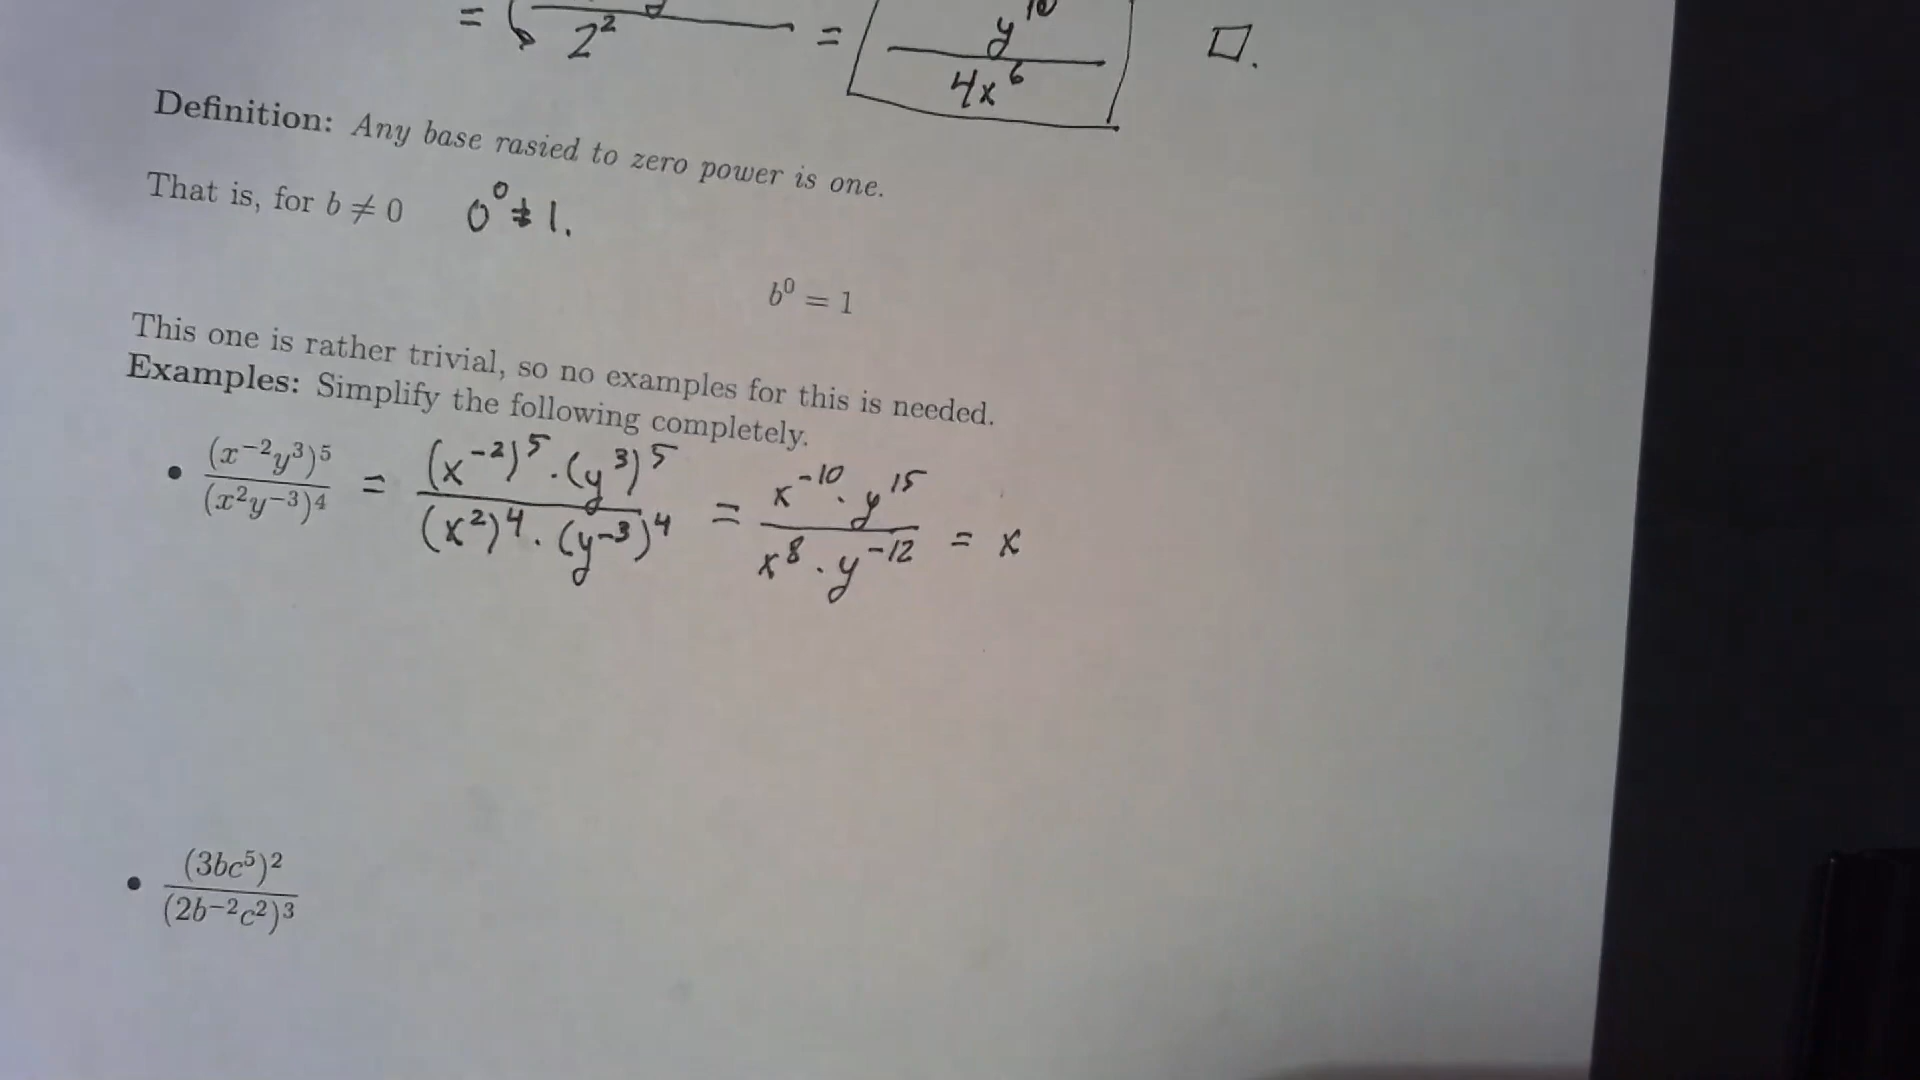 = 2² = y¹⁰ / 4x⁶ □.
Definition: Any base rasied to zero power is one.
That is, for b ≠ 0 0⁰ ≠ 1.
b⁰ = 1
This one is rather trivial, so no examples for this is needed.
Examples: Simplify the following completely.
• (x⁻²y³)⁵ / (x²y⁻³)⁴ = (x⁻²)⁵ · (y³)⁵ / (x²)⁴ · (y⁻³)⁴ = x⁻¹⁰ · y¹⁵ / x⁸ · y⁻¹² = x
• (3bc⁵)² / (2b⁻²c²)³